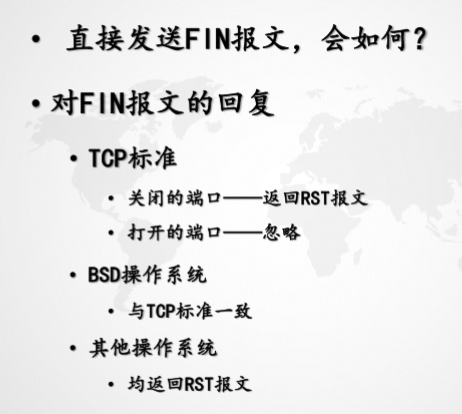 • 直接发送FIN报文，会如何？
• 对FIN报文的回复
• TCP标准
• 关闭的端口——返回RST报文
• 打开的端口——忽略
• BSD操作系统
• 与TCP标准一致
• 其他操作系统
• 均返回RST报文